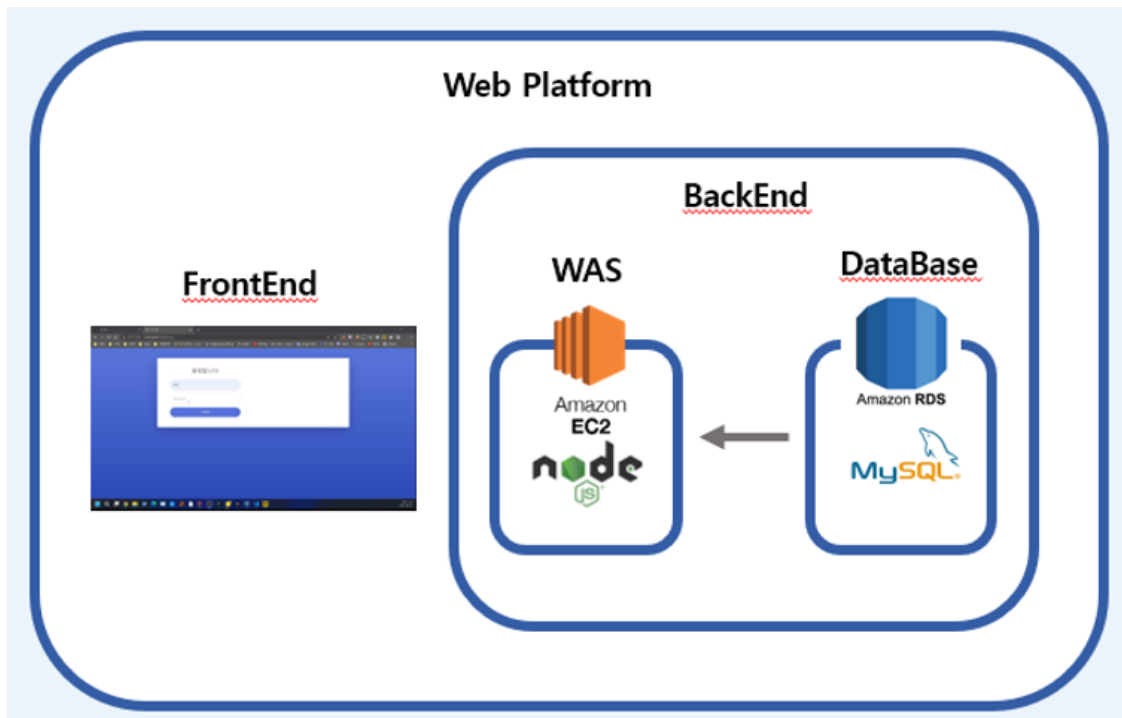 Web Platform
BackEnd
FrontEnd
WAS
DataBase
Amazon
EC2
node
JS
Amazon RDS
MySQL